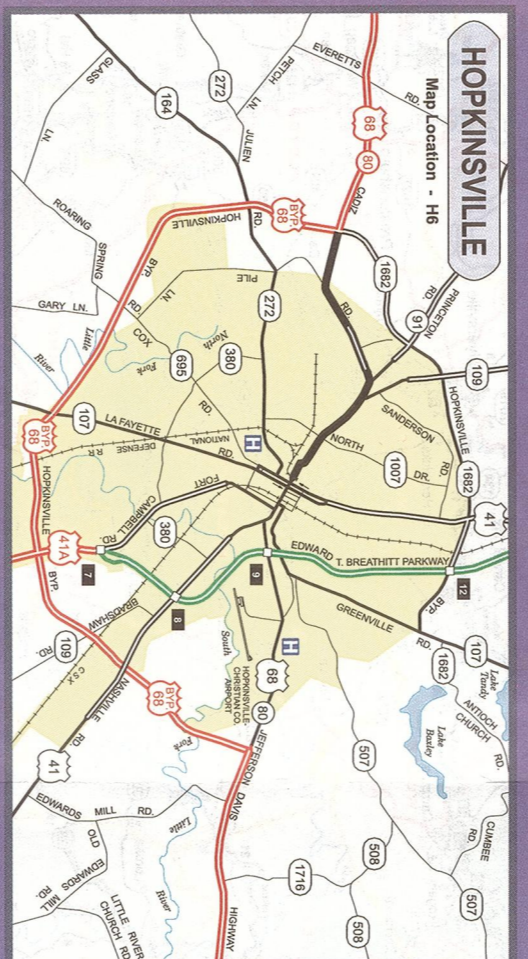 HOPKINSVILLE
Map Location - H6
EVERETTS RD.
PETCH LN.
272
GLASS LN.
164
JULIEN RD.
68
80
CADIZ RD.
BYP. 68
HOPKINSVILLE BYP.
1682
PRINCETON RD.
91
109
HOPKINSVILLE BYP.
1682
41
ROARING SPRING RD.
GARY LN.
PILE LN.
272
COX
695
380
RD.
North Fork
Little River
SANDERSON
NORTH DR.
1007
RD.
107
LA FAYETTE RD.
NATIONAL DEFENSE R R
H
BYP. 68
HOPKINSVILLE BYP.
41A
FORT CAMPBELL RD.
380
7
8
9
12
EDWARD T. BREATHITT PARKWAY
GREENVILLE RD.
107
1682
Lake Tandy
ANTIOCH CHURCH RD.
Lake Boxley
BRADSHAW RD.
109
CSX
NASHVILLE RD.
41
BYP. 68
South Fork
HOPKINSVILLE-CHRISTIAN CO. AIRPORT
H
68
80
JEFFERSON DAVIS HIGHWAY
507
508
CUMBEE RD
507
1716
508
EDWARDS MILL RD.
OLD EDWARDS MILL RD.
LITTLE RIVER CHURCH RD.
Little River